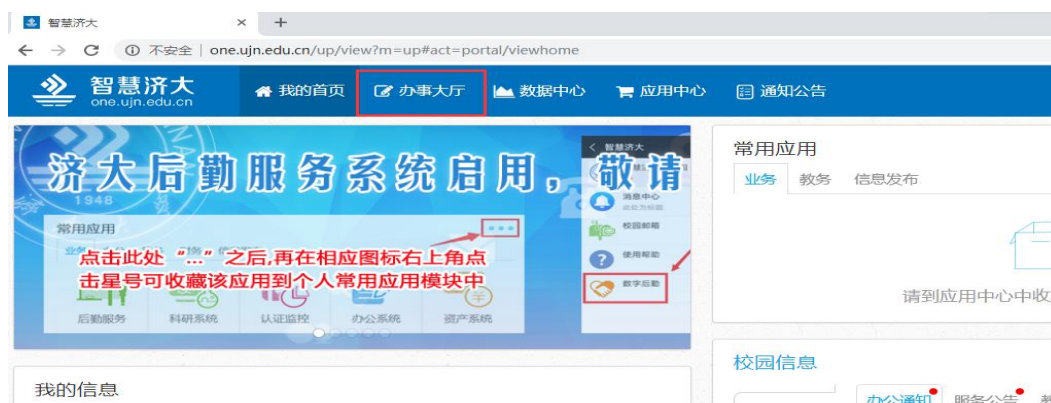 智慧济大
不安全 | one.ujn.edu.cn/up/view?m=up#act=portal/viewhome
智慧济大
one.ujn.edu.cn
我的首页 办事大厅 数据中心 应用中心 通知公告
济大后勤服务系统启用，敬请
1948
常用应用
点击此处“...”之后,再在相应图标右上角点
击星号可收藏该应用到个人常用应用模块中
后勤服务 科研系统 认证监控 办公系统 资产系统
智慧济大
消息中心
校园邮箱
使用帮助
数字后勤
常用应用
业务 教务 信息发布
请到应用中心中收
我的信息
校园信息
办公通知 服务公告